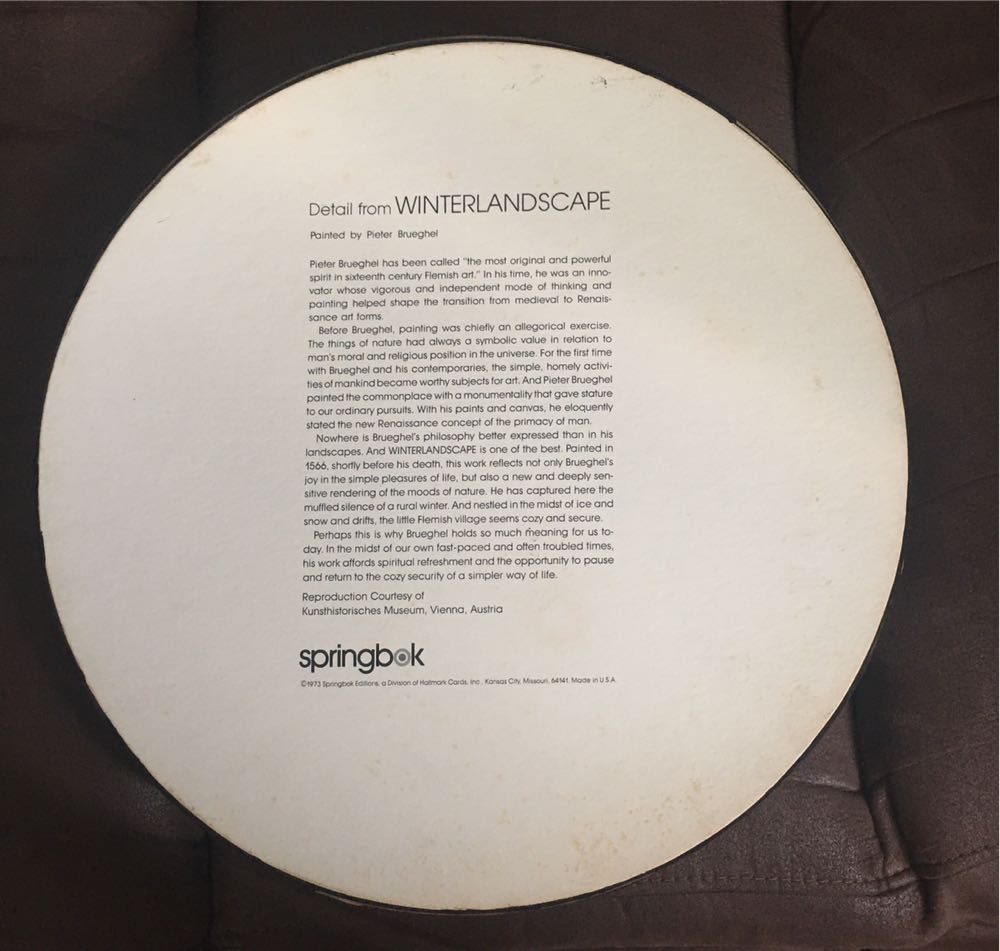 Detail from WINTERLANDSCAPE
Painted by Pieter Brueghel
Pieter Brueghel has been called "the most original and powerful
spirit in sixteenth century Flemish art." In his time, he was an inno-
vator whose vigorous and independent mode of thinking and
painting helped shape the transition from medieval to Renais-
sance art forms.
Before Brueghel, painting was chiefly an allegorical exercise.
The things of nature had always a symbolic value in relation to
man's moral and religious position in the universe. For the first time
with Brueghel and his contemporaries, the simple, homely activi-
ties of mankind became worthy subjects for art. And Pieter Brueghel
painted the commonplace with a monumentality that gave stature
to our ordinary pursuits. With his paints and canvas, he eloquently
stated the new Renaissance concept of the primacy of man.
Nowhere is Brueghel's philosophy better expressed than in his
landscapes. And WINTERLANDSCAPE is one of the best. Painted in
1566, shortly before his death, this work reflects not only Brueghel's
joy in the simple pleasures of life, but also a new and deeply sen-
sitive rendering of the moods of nature. He has captured here the
muffled silence of a rural winter. And nestled in the midst of ice and
snow and drifts, the little Flemish village seems cozy and secure.
Perhaps this is why Brueghel holds so much meaning for us to-
day. In the midst of our own fast-paced and often troubled times,
his work affords spiritual refreshment and the opportunity to pause
and return to the cozy security of a simpler way of life.
Reproduction Courtesy of
Kunsthistorisches Museum, Vienna, Austria
springbok
©1973 Springbok Editions, a Division of Hallmark Cards, Inc., Kansas City, Missouri, 64141. Made in U.S.A.